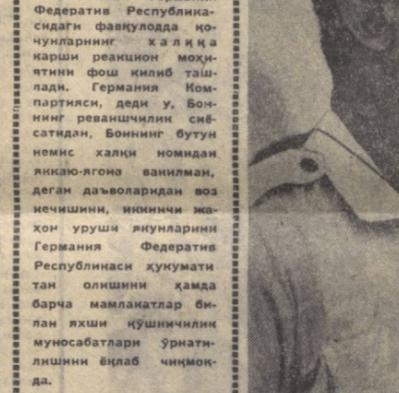 Федератив Республика-
сидаги фавқулодда қо-
нунларнинг халққа
қарши реакцион моҳи-
ятини фош қилиб таш-
лади. Германия Ком-
партияси, деди у, Бон-
нинг реваншчилик сиё-
сатидан, Боннинг бутун
немис халқи номидан
яккаю-ягона вакилман,
деган даъволаридан воз
кечишини, иккинчи жа-
ҳон уруши якунларини
Германия Федератив
Республикаси ҳукумати
тан олишини ҳамда
барча мамлакатлар би-
лан яхши қўшничилик
муносабатлари ўрнати-
лишини ёқлаб чиқмоқ-
да.